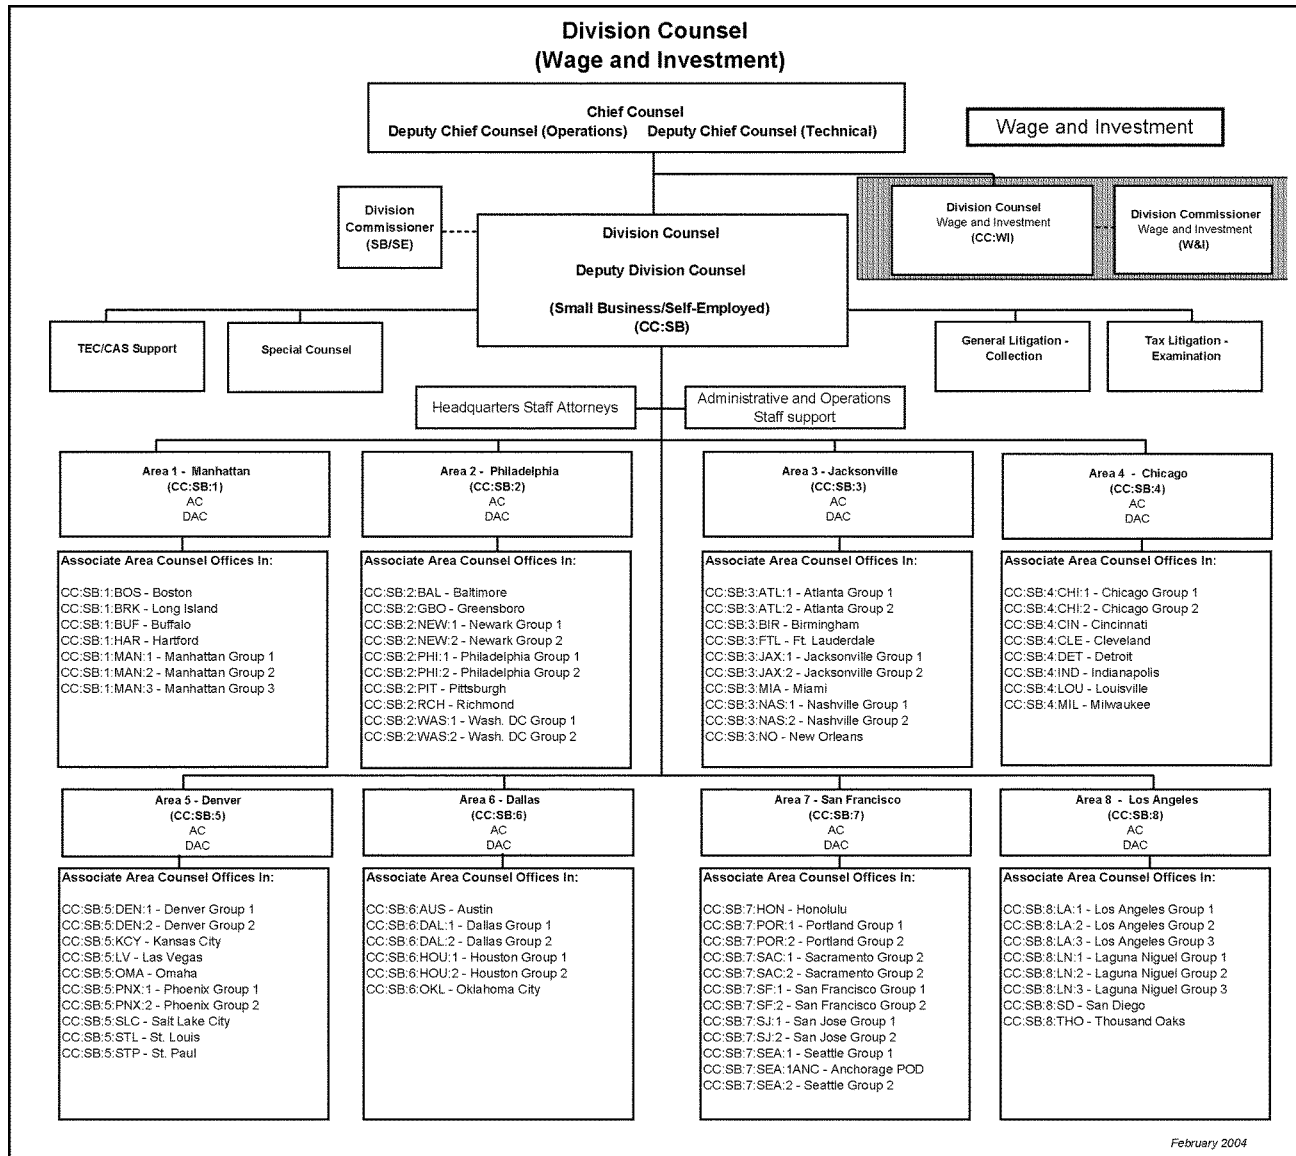 Division Counsel
(Wage and Investment)
Chief Counsel
Deputy Chief Counsel (Operations) Deputy Chief Counsel (Technical)
Wage and Investment
Division
Commissioner
(SB/SE)
Division Counsel
Deputy Division Counsel
(Small Business/Self-Employed)
(CC:SB)
Division Counsel
Wage and Investment
(CC:WI)
Division Commissioner
Wage and Investment
(W&I)
TEC/CAS Support
Special Counsel
General Litigation -
Collection
Tax Litigation -
Examination
Headquarters Staff Attorneys
Administrative and Operations
Staff support
Area 1 - Manhattan
(CC:SB:1)
AC
DAC
Area 2 - Philadelphia
(CC:SB:2)
AC
DAC
Area 3 - Jacksonville
(CC:SB:3)
AC
DAC
Area 4 - Chicago
(CC:SB:4)
AC
DAC
Associate Area Counsel Offices In:
CC:SB:1:BOS - Boston
CC:SB:1:BRK - Long Island
CC:SB:1:BUF - Buffalo
CC:SB:1:HAR - Hartford
CC:SB:1:MAN:1 - Manhattan Group 1
CC:SB:1:MAN:2 - Manhattan Group 2
CC:SB:1:MAN:3 - Manhattan Group 3
Associate Area Counsel Offices In:
CC:SB:2:BAL - Baltimore
CC:SB:2:GBO - Greensboro
CC:SB:2:NEW:1 - Newark Group 1
CC:SB:2:NEW:2 - Newark Group 2
CC:SB:2:PHI:1 - Philadelphia Group 1
CC:SB:2:PHI:2 - Philadelphia Group 2
CC:SB:2:PIT - Pittsburgh
CC:SB:2:RCH - Richmond
CC:SB:2:WAS:1 - Wash. DC Group 1
CC:SB:2:WAS:2 - Wash. DC Group 2
Associate Area Counsel Offices In:
CC:SB:3:ATL:1 - Atlanta Group 1
CC:SB:3:ATL:2 - Atlanta Group 2
CC:SB:3:BIR - Birmingham
CC:SB:3:FTL - Ft. Lauderdale
CC:SB:3:JAX:1 - Jacksonville Group 1
CC:SB:3:JAX:2 - Jacksonville Group 2
CC:SB:3:MIA - Miami
CC:SB:3:NAS:1 - Nashville Group 1
CC:SB:3:NAS:2 - Nashville Group 2
CC:SB:3:NO - New Orleans
Associate Area Counsel Offices In:
CC:SB:4:CHI:1 - Chicago Group 1
CC:SB:4:CHI:2 - Chicago Group 2
CC:SB:4:CIN - Cincinnati
CC:SB:4:CLE - Cleveland
CC:SB:4:DET - Detroit
CC:SB:4:IND - Indianapolis
CC:SB:4:LOU - Louisville
CC:SB:4:MIL - Milwaukee
Area 5 - Denver
(CC:SB:5)
AC
DAC
Area 6 - Dallas
(CC:SB:6)
AC
DAC
Area 7 - San Francisco
(CC:SB:7)
AC
DAC
Area 8 - Los Angeles
(CC:SB:8)
AC
DAC
Associate Area Counsel Offices In:
CC:SB:5:DEN:1 - Denver Group 1
CC:SB:5:DEN:2 - Denver Group 2
CC:SB:5:KCY - Kansas City
CC:SB:5:LV - Las Vegas
CC:SB:5:OMA - Omaha
CC:SB:5:PNX:1 - Phoenix Group 1
CC:SB:5:PNX:2 - Phoenix Group 2
CC:SB:5:SLC - Salt Lake City
CC:SB:5:STL - St. Louis
CC:SB:5:STP - St. Paul
Associate Area Counsel Offices In:
CC:SB:6:AUS - Austin
CC:SB:6:DAL:1 - Dallas Group 1
CC:SB:6:DAL:2 - Dallas Group 2
CC:SB:6:HOU:1 - Houston Group 1
CC:SB:6:HOU:2 - Houston Group 2
CC:SB:6:OKL - Oklahoma City
Associate Area Counsel Offices In:
CC:SB:7:HON - Honolulu
CC:SB:7:POR:1 - Portland Group 1
CC:SB:7:POR:2 - Portland Group 2
CC:SB:7:SAC:1 - Sacramento Group 2
CC:SB:7:SAC:2 - Sacramento Group 2
CC:SB:7:SF:1 - San Francisco Group 1
CC:SB:7:SF:2 - San Francisco Group 2
CC:SB:7:SJ:1 - San Jose Group 1
CC:SB:7:SJ:2 - San Jose Group 2
CC:SB:7:SEA:1 - Seattle Group 1
CC:SB:7:SEA:1ANC - Anchorage POD
CC:SB:7:SEA:2 - Seattle Group 2
Associate Area Counsel Offices In:
CC:SB:8:LA:1 - Los Angeles Group 1
CC:SB:8:LA:2 - Los Angeles Group 2
CC:SB:8:LA:3 - Los Angeles Group 3
CC:SB:8:LN:1 - Laguna Niguel Group 1
CC:SB:8:LN:2 - Laguna Niguel Group 2
CC:SB:8:LN:3 - Laguna Niguel Group 3
CC:SB:8:SD - San Diego
CC:SB:8:THO - Thousand Oaks
February 2004